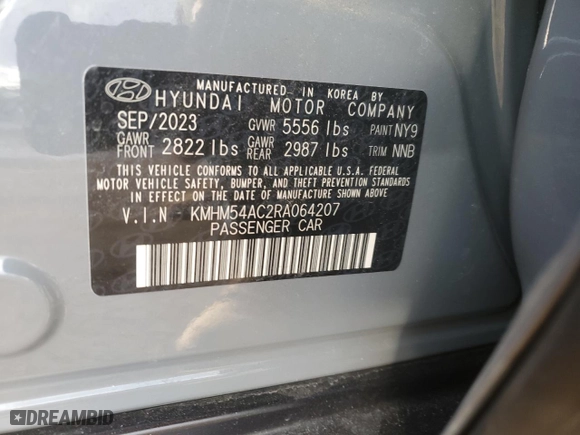 MANUFACTURED IN KOREA BY
HYUNDAI MOTOR COMPANY
SEP/2023 GVWR 5556 lbs PAINT NY9
GAWR FRONT 2822 lbs GAWR REAR 2987 lbs TRIM NNB
THIS VEHICLE CONFORMS TO ALL APPLICABLE U.S.A. FEDERAL
MOTOR VEHICLE SAFETY, BUMPER, AND THEFT PREVENTION STANDARDS
IN EFFECT ON THE DATE OF MANUFACTURE SHOWN ABOVE.
V.I.N - KMHM54AC2RA064207
PASSENGER CAR
DREAMBID